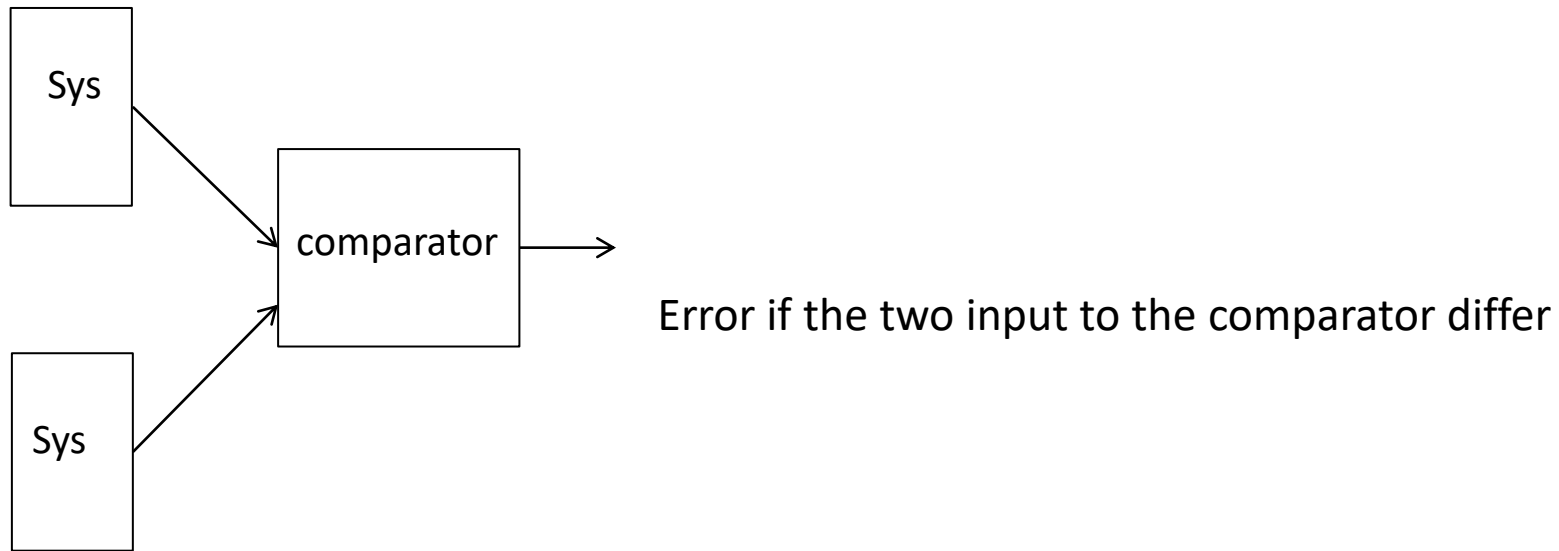 Sys
comparator
Error if the two input to the comparator differ
Sys